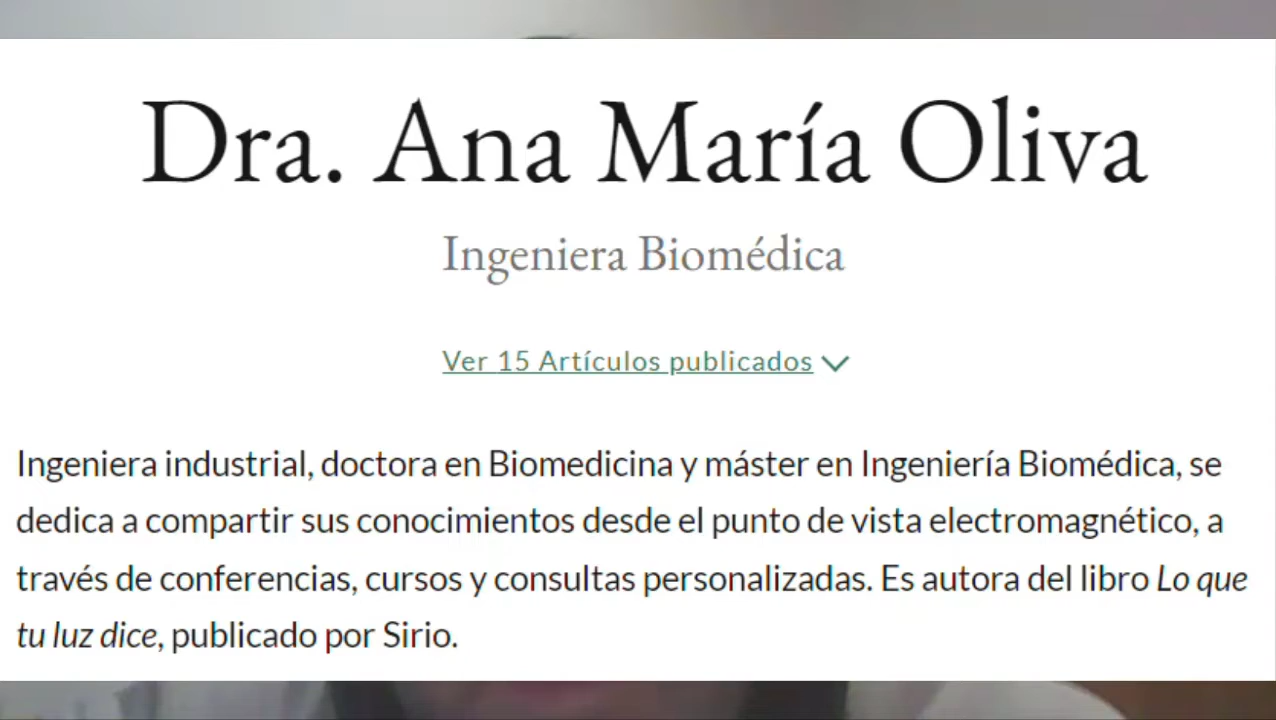 Dra. Ana María Oliva
Ingeniera Biomédica
Ver 15 Artículos publicados
Ingeniera industrial, doctora en Biomedicina y máster en Ingeniería Biomédica, se
dedica a compartir sus conocimientos desde el punto de vista electromagnético, a
través de conferencias, cursos y consultas personalizadas. Es autora del libro Lo que
tu luz dice, publicado por Sirio.